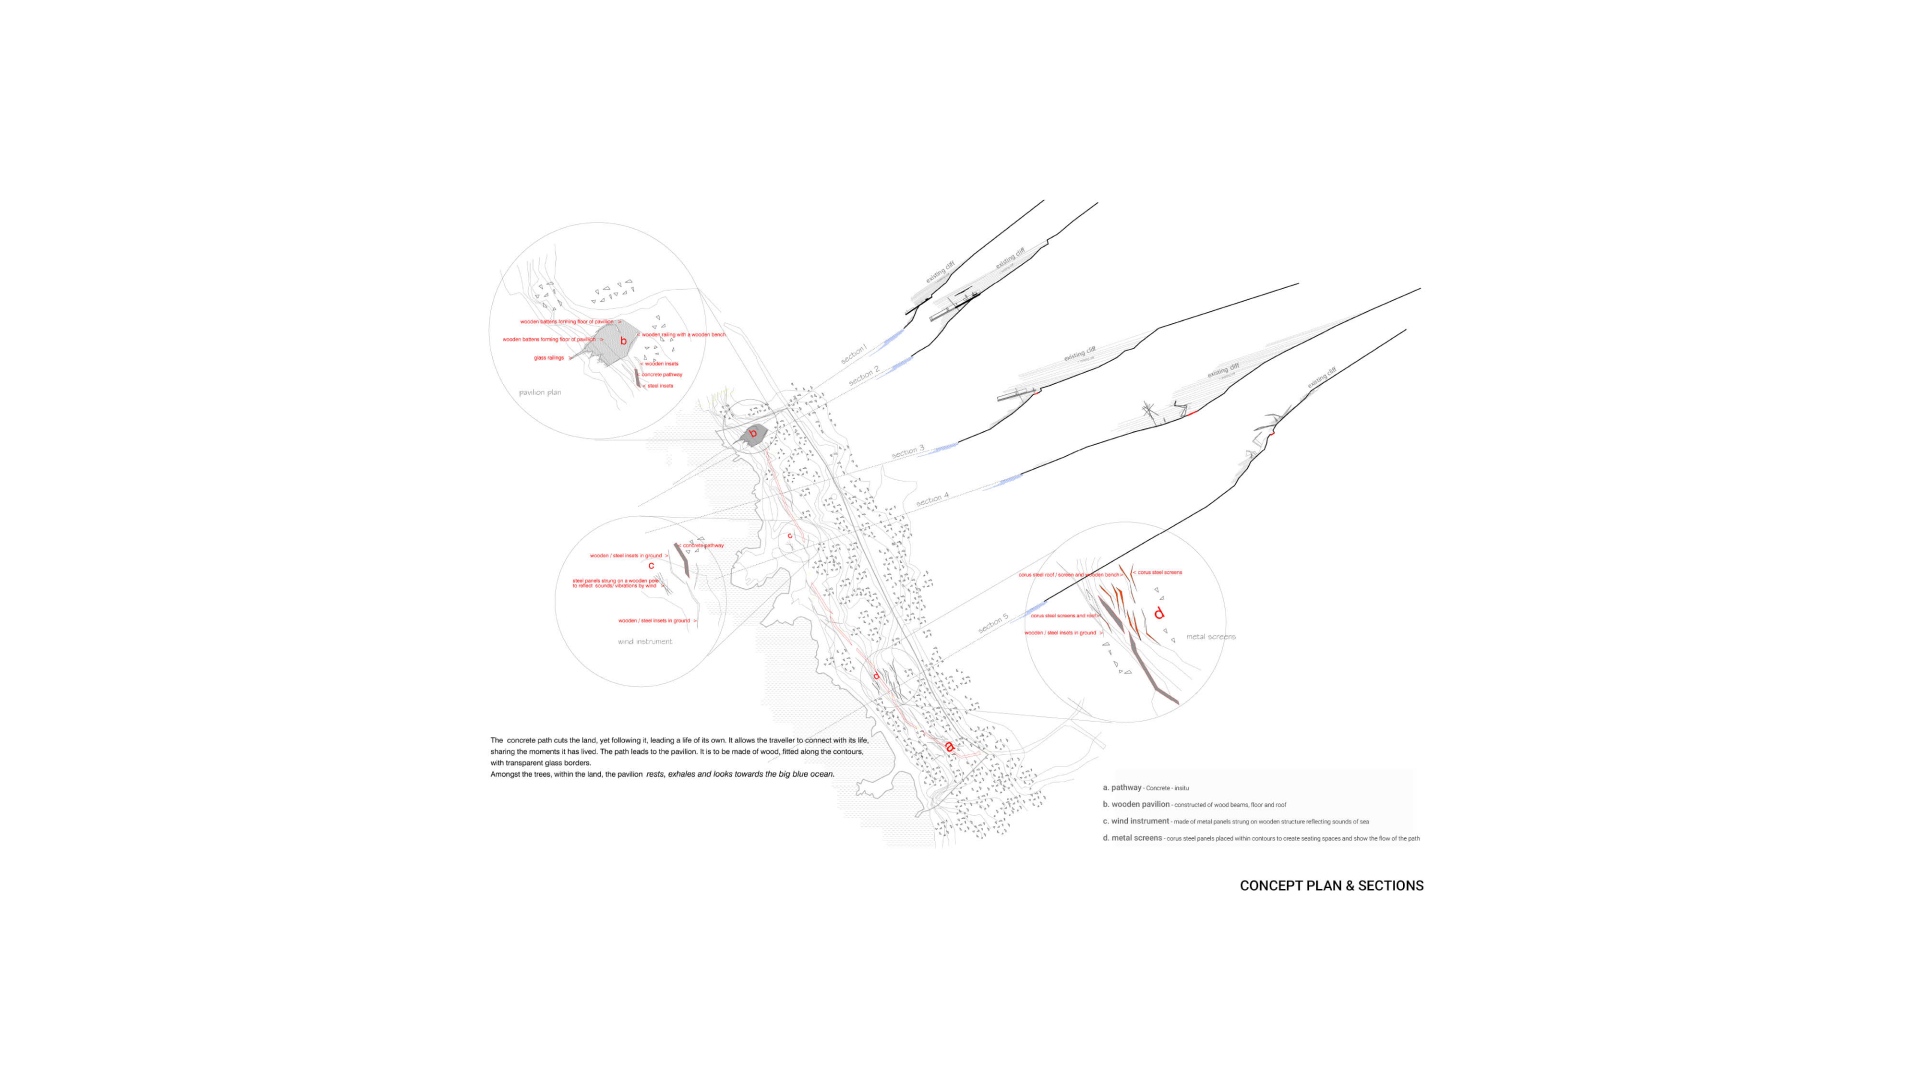 existing cliff
existing cliff
section 1
section 2
existing cliff
existing cliff
existing cliff
section 3
section 4
section 5
wooden battens forming floor of pavilion >
wooden battens forming floor of pavilion >
glass railings >
b
< wooden railing with a wooden bench
< wooden insets
< concrete pathway
< steel insets
pavilion plan
b
c
d
a
< concrete pathway
wooden / steel insets in ground >
c
steel panels strung on a wooden pole
to reflect sounds/ vibrations by wind >
wooden / steel insets in ground >
wind instrument
corus steel roof / screen and wooden bench >
< corus steel screens
corus steel screens and roof >
d
wooden / steel insets in ground >
metal screens
The concrete path cuts the land, yet following it, leading a life of its own. It allows the traveller to connect with its life,
sharing the moments it has lived. The path leads to the pavilion. It is to be made of wood, fitted along the contours,
with transparent glass borders.
Amongst the trees, within the land, the pavilion rests, exhales and looks towards the big blue ocean.
a. pathway - Concrete - insitu
b. wooden pavilion - constructed of wood beams, floor and roof
c. wind instrument - made of metal panels strung on wooden structure reflecting sounds of sea
d. metal screens - corus steel panels placed within contours to create seating spaces and show the flow of the path
CONCEPT PLAN & SECTIONS